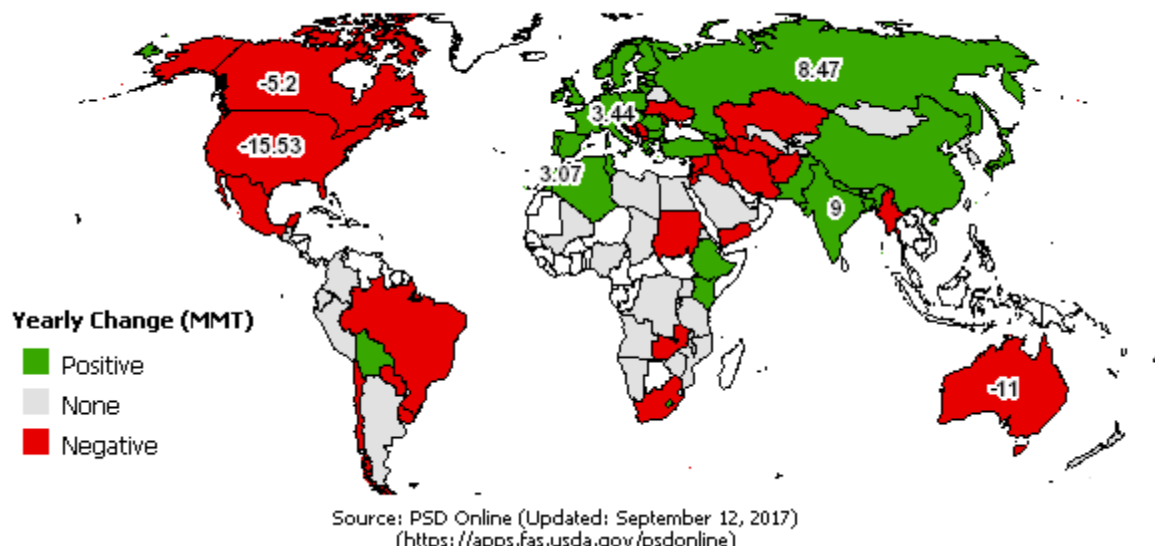 -5.2
8.47
3.44
-15.53
3.07
9
Yearly Change (MMT)
Positive
None
-11
Negative
Source: PSD Online (Updated: September 12, 2017)
(https://apps.fas.usda.gov/psdonline)